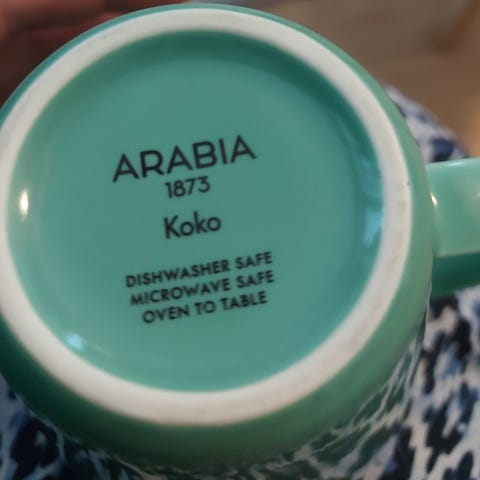 ARABIA
1873
Koko
DISHWASHER SAFE
MICROWAVE SAFE
OVEN TO TABLE